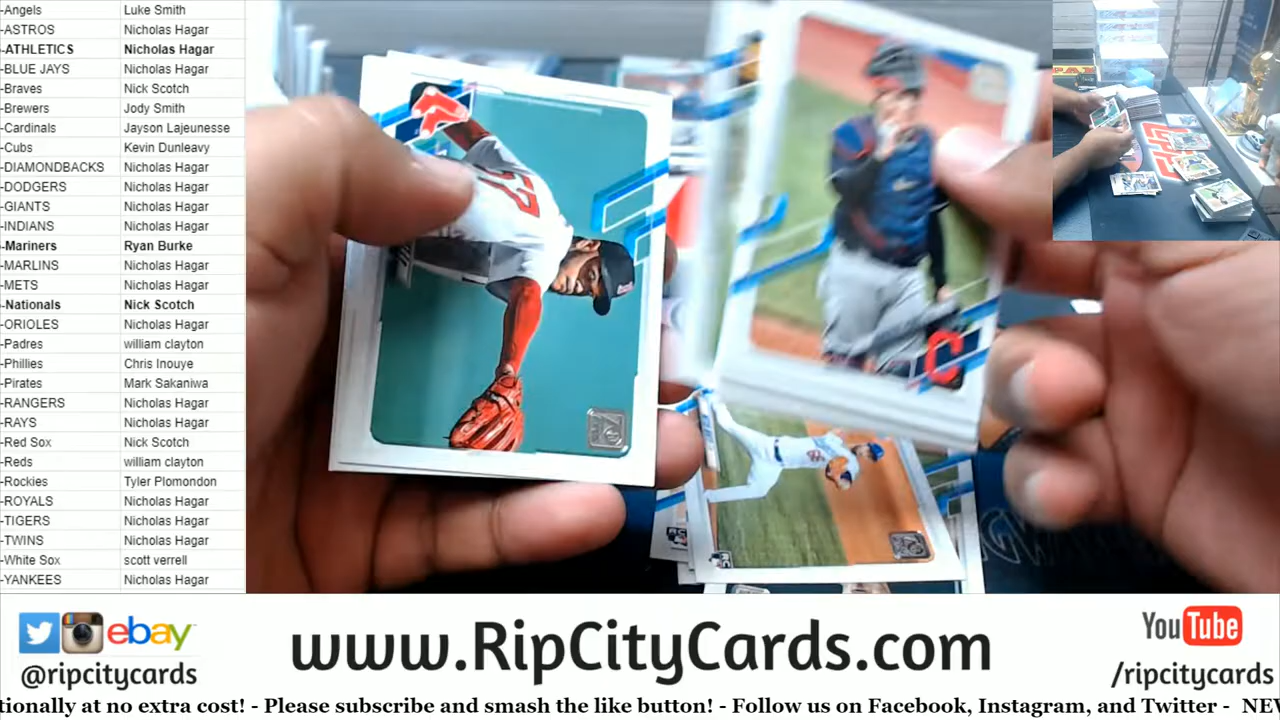 -Angels Luke Smith
-ASTROS Nicholas Hagar
-ATHLETICS Nicholas Hagar
-BLUE JAYS Nicholas Hagar
-Braves Nick Scotch
-Brewers Jody Smith
-Cardinals Jayson Lajeunesse
-Cubs Kevin Dunleavy
-DIAMONDBACKS Nicholas Hagar
-DODGERS Nicholas Hagar
-GIANTS Nicholas Hagar
-INDIANS Nicholas Hagar
-Mariners Ryan Burke
-MARLINS Nicholas Hagar
-METS Nicholas Hagar
-Nationals Nick Scotch
-ORIOLES Nicholas Hagar
-Padres william clayton
-Phillies Chris Inouye
-Pirates Mark Sakaniwa
-RANGERS Nicholas Hagar
-RAYS Nicholas Hagar
-Red Sox Nick Scotch
-Reds william clayton
-Rockies Tyler Plomondon
-ROYALS Nicholas Hagar
-TIGERS Nicholas Hagar
-TWINS Nicholas Hagar
-White Sox scott verrell
-YANKEES Nicholas Hagar
ebay
@ripcitycards
www.RipCityCards.com
YouTube
/ripcitycards
tionally at no extra cost! - Please subscribe and smash the like button! - Follow us on Facebook, Instagram, and Twitter - NEV